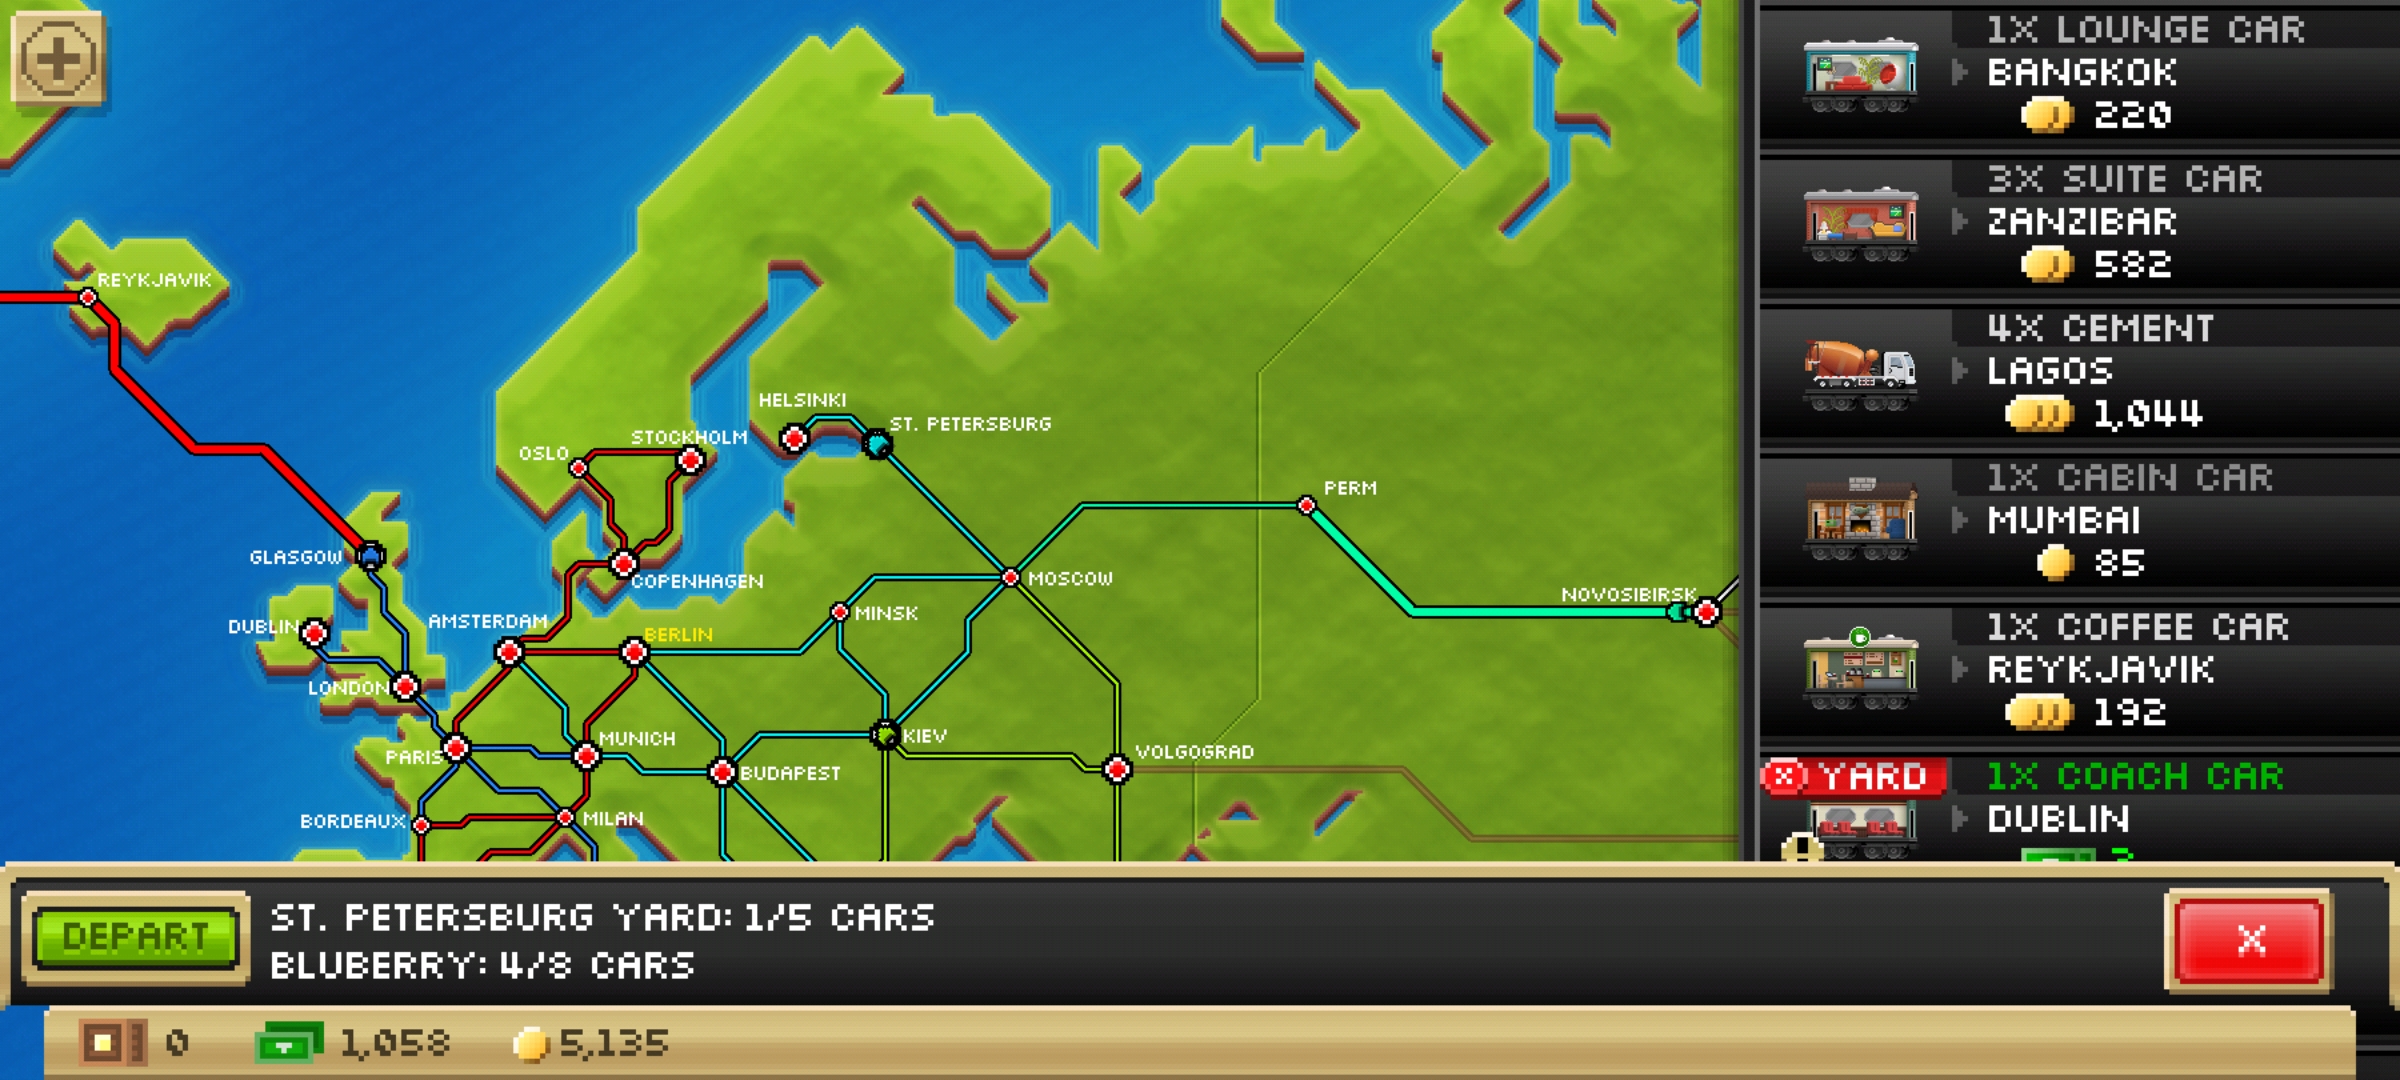 REYKJAVIK
HELSINKI
ST. PETERSBURG
STOCKHOLM
OSLO
PERM
GLASGOW
COPENHAGEN
MOSCOW
NOVOSIBIRSK
MINSK
DUBLIN
AMSTERDAM
BERLIN
LONDON
MUNICH
KIEV
VOLGOGRAD
PARIS
BUDAPEST
BORDEAUX
MILAN
1X LOUNGE CAR
BANGKOK
220
3X SUITE CAR
ZANZIBAR
582
4X CEMENT
LAGOS
1,044
1X CABIN CAR
MUMBAI
85
1X COFFEE CAR
REYKJAVIK
192
X YARD
1X COACH CAR
DUBLIN
DEPART
ST. PETERSBURG YARD: 1/5 CARS
BLUBERRY: 4/8 CARS
X
0
1,058
5,135